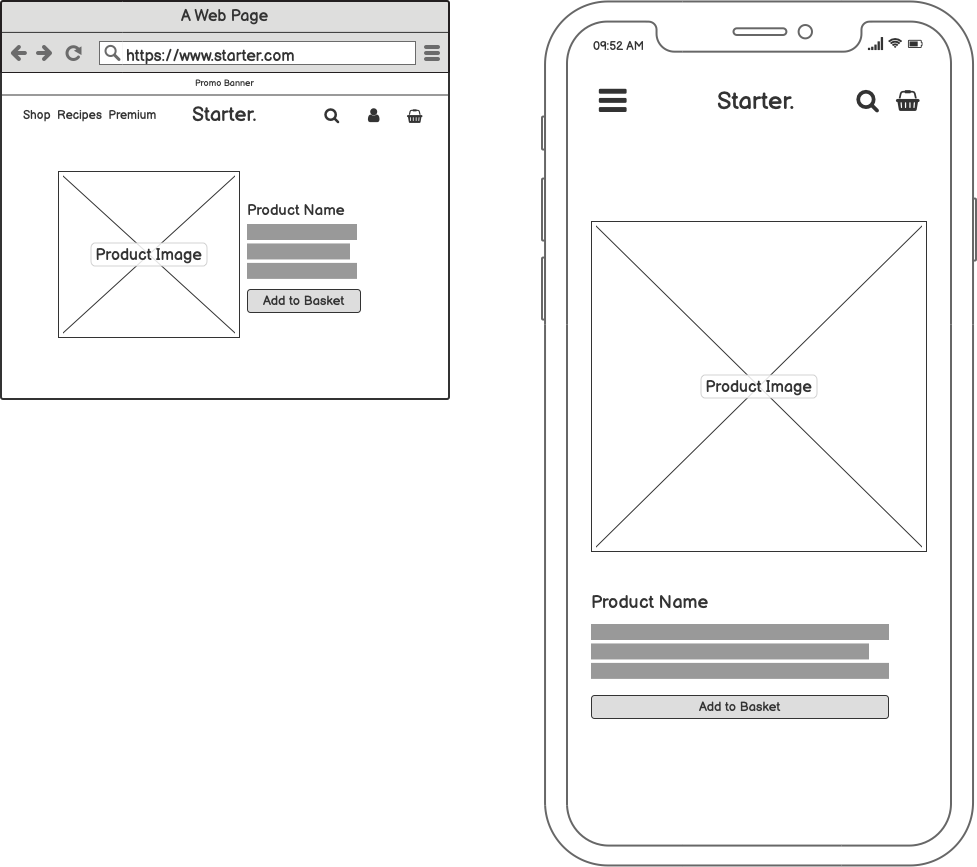 A Web Page
https://www.starter.com
Promo Banner
Shop Recipes Premium Starter.
Product Image
Product Name
Add to Basket
09:52 AM
Starter.
Product Image
Product Name
Add to Basket